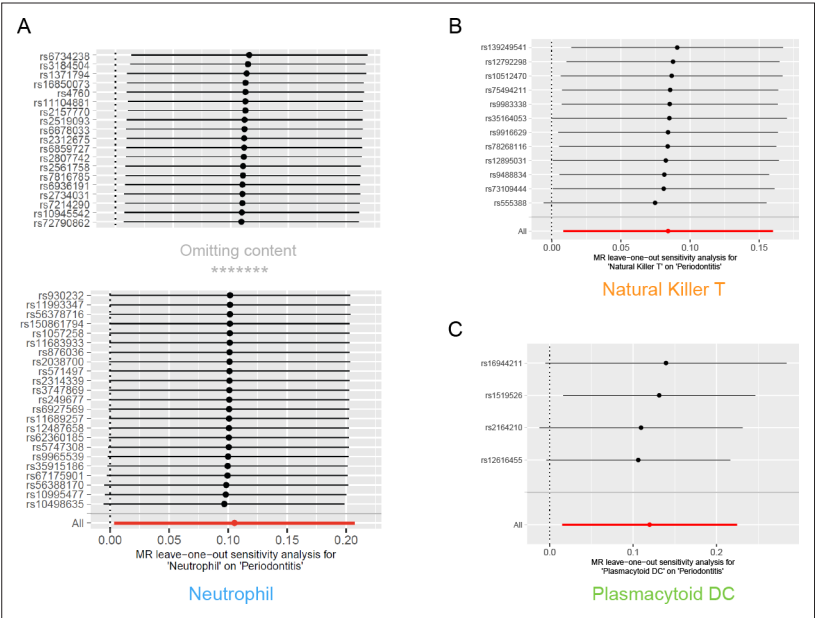 A
rs6734238
rs3184504
rs1371794
rs16850073
rs4760
rs11104881
rs2157770
rs2519093
rs6678033
rs2312675
rs6859727
rs2807742
rs2561758
rs7816785
rs6936191
rs2734031
rs7214290
rs10945542
rs72790862
Omitting content
*******
rs930232
rs11993347
rs56378716
rs150861794
rs1057258
rs11683933
rs876036
rs2038700
rs571497
rs2314339
rs3747869
rs249677
rs6927569
rs11689257
rs12487658
rs62360185
rs5747308
rs9965539
rs35915186
rs67175901
rs56388170
rs10995477
rs10498635
All
0.00 0.05 0.10 0.15 0.20
MR leave-one-out sensitivity analysis for
'Neutrophil' on 'Periodontitis'
Neutrophil
B
rs139249541
rs12792298
rs10512470
rs75494211
rs9983338
rs35164053
rs9916629
rs78268116
rs12895031
rs9488834
rs73109444
rs555388
All
0.00 0.05 0.10 0.15
MR leave-one-out sensitivity analysis for
'Natural Killer T' on 'Periodontitis'
Natural Killer T
C
rs16944211
rs1519526
rs2164210
rs12616455
All
0.0 0.1 0.2
MR leave-one-out sensitivity analysis for
'Plasmacytoid DC' on 'Periodontitis'
Plasmacytoid DC